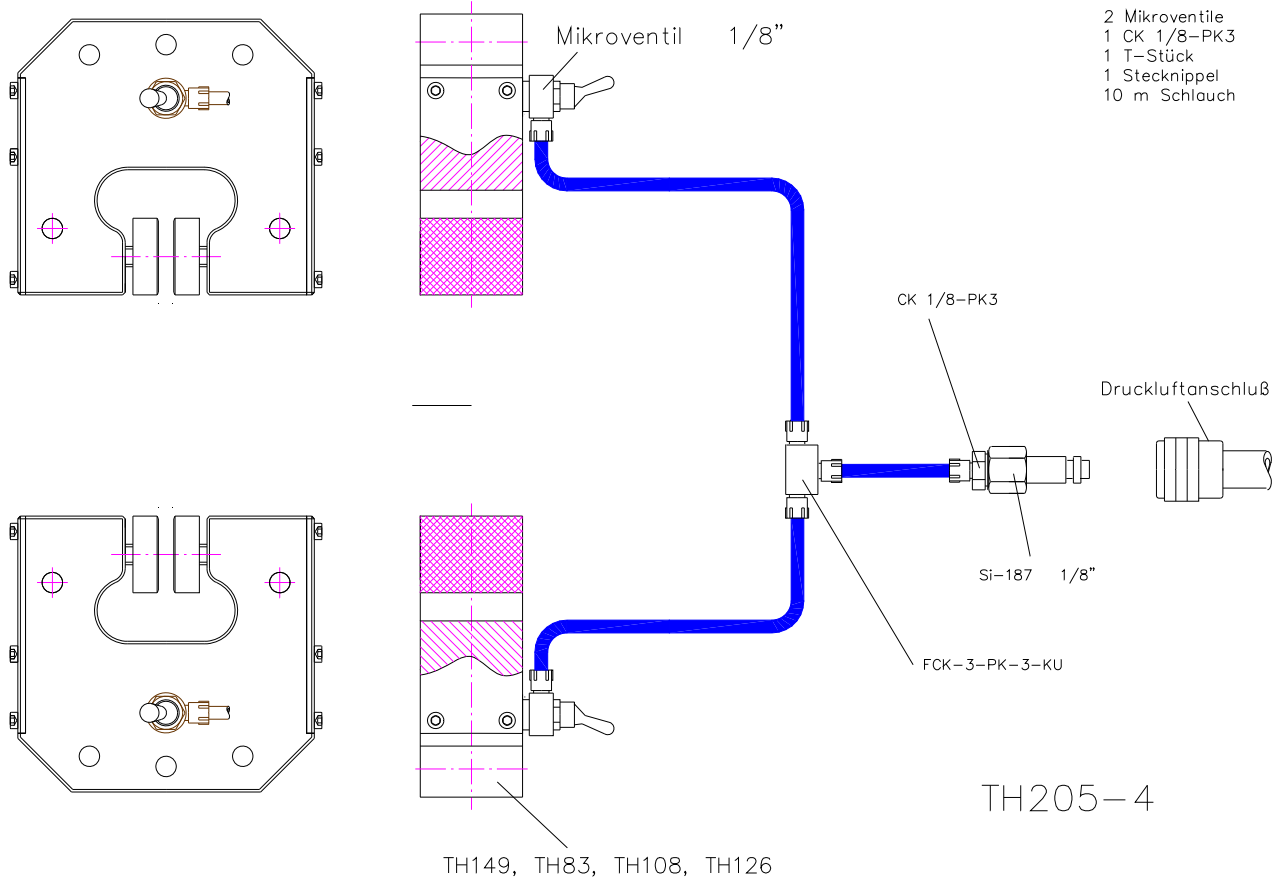 Mikroventil 1/8”
2 Mikroventile
1 CK 1/8-PK3
1 T-Stück
1 Stecknippel
10 m Schlauch
CK 1/8-PK3
Druckluftanschluß
Si-187 1/8”
FCK-3-PK-3-KU
TH205-4
TH149, TH83, TH108, TH126